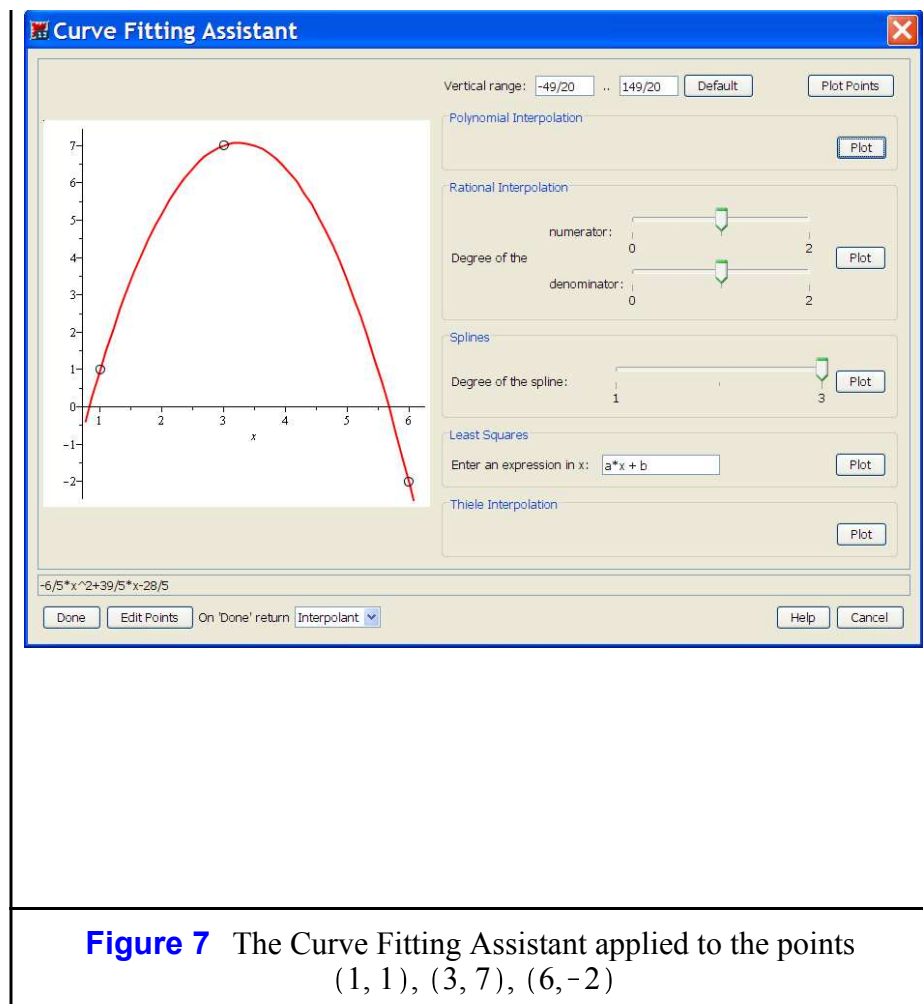 Curve Fitting Assistant
Vertical range: -49/20 .. 149/20 Default Plot Points
Polynomial Interpolation
Plot
Rational Interpolation
numerator:
0 2
Degree of the
Plot
denominator:
0 2
Splines
Degree of the spline:
Plot
1 3
Least Squares
Enter an expression in x: a*x + b Plot
Thiele Interpolation
Plot
7
6
5
4
3
2
1
0
1 2 3 4 5 6
x
-1
-2
-6/5*x^2+39/5*x-28/5
Done Edit Points On 'Done' return Interpolant Help Cancel
Figure 7 The Curve Fitting Assistant applied to the points
(1, 1), (3, 7), (6,-2)